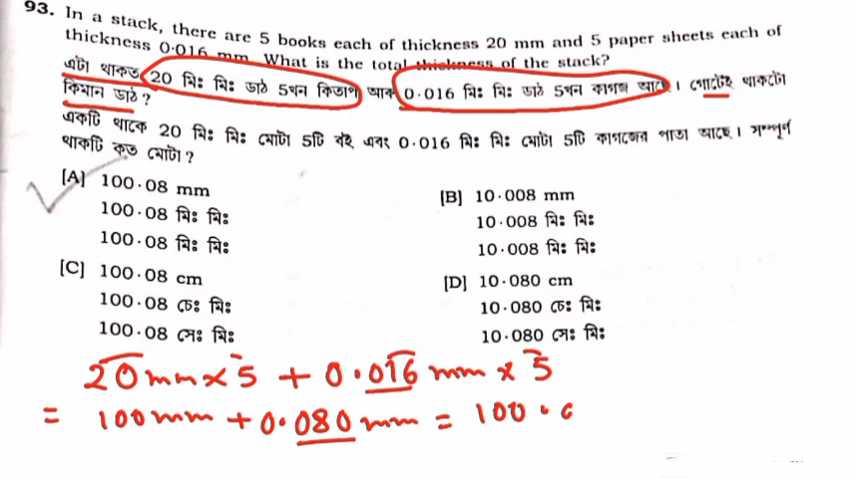 93. In a stack, there are 5 books each of thickness 20 mm and 5 paper sheets each of
thickness 0·016 mm. What is the total thickness of the stack?
এটা থাকত 20 মিঃ মিঃ ডাঠ 5খন কিতাপ আৰু 0·016 মিঃ মিঃ ডাঠ 5খন কাগজ আছে। গোটেই থাকটো
কিমান ডাঠ?
একটি থাকে 20 মিঃ মিঃ মোটা 5টি বই এবং 0·016 মিঃ মিঃ মোটা 5টি কাগজের পাতা আছে। সম্পূর্ণ
থাকটি কত মোটা?
[A] 100·08 mm
100·08 মিঃ মিঃ
100·08 মিঃ মিঃ
[B] 10·008 mm
10·008 মিঃ মিঃ
10·008 মিঃ মিঃ
[C] 100·08 cm
100·08 চেঃ মিঃ
100·08 সেঃ মিঃ
[D] 10·080 cm
10·080 চেঃ মিঃ
10·080 সেঃ মিঃ
20mm×5 + 0.016 mm × 5
= 100mm + 0.080 mm = 100.0